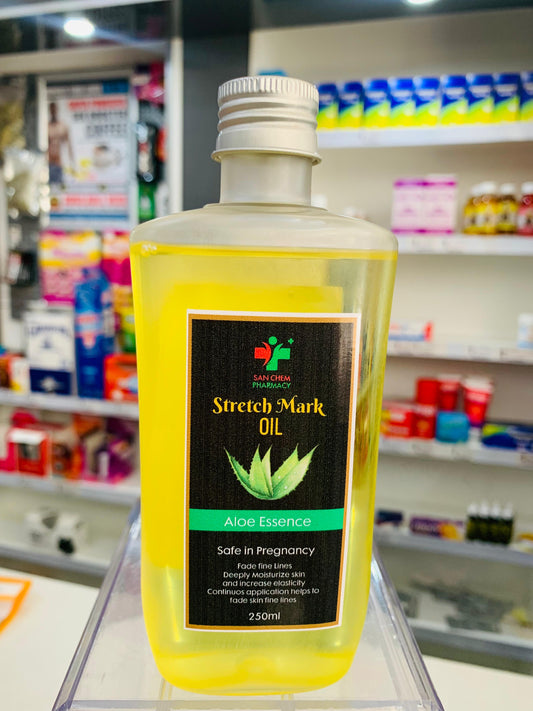 SAN CHEM
PHARMACY
Stretch Mark
OIL
Aloe Essence
Safe in Pregnancy
Fade fine Lines
Deeply Moisturize skin
and increase elasticity
Continuos application helps to
fade skin fine lines
250ml